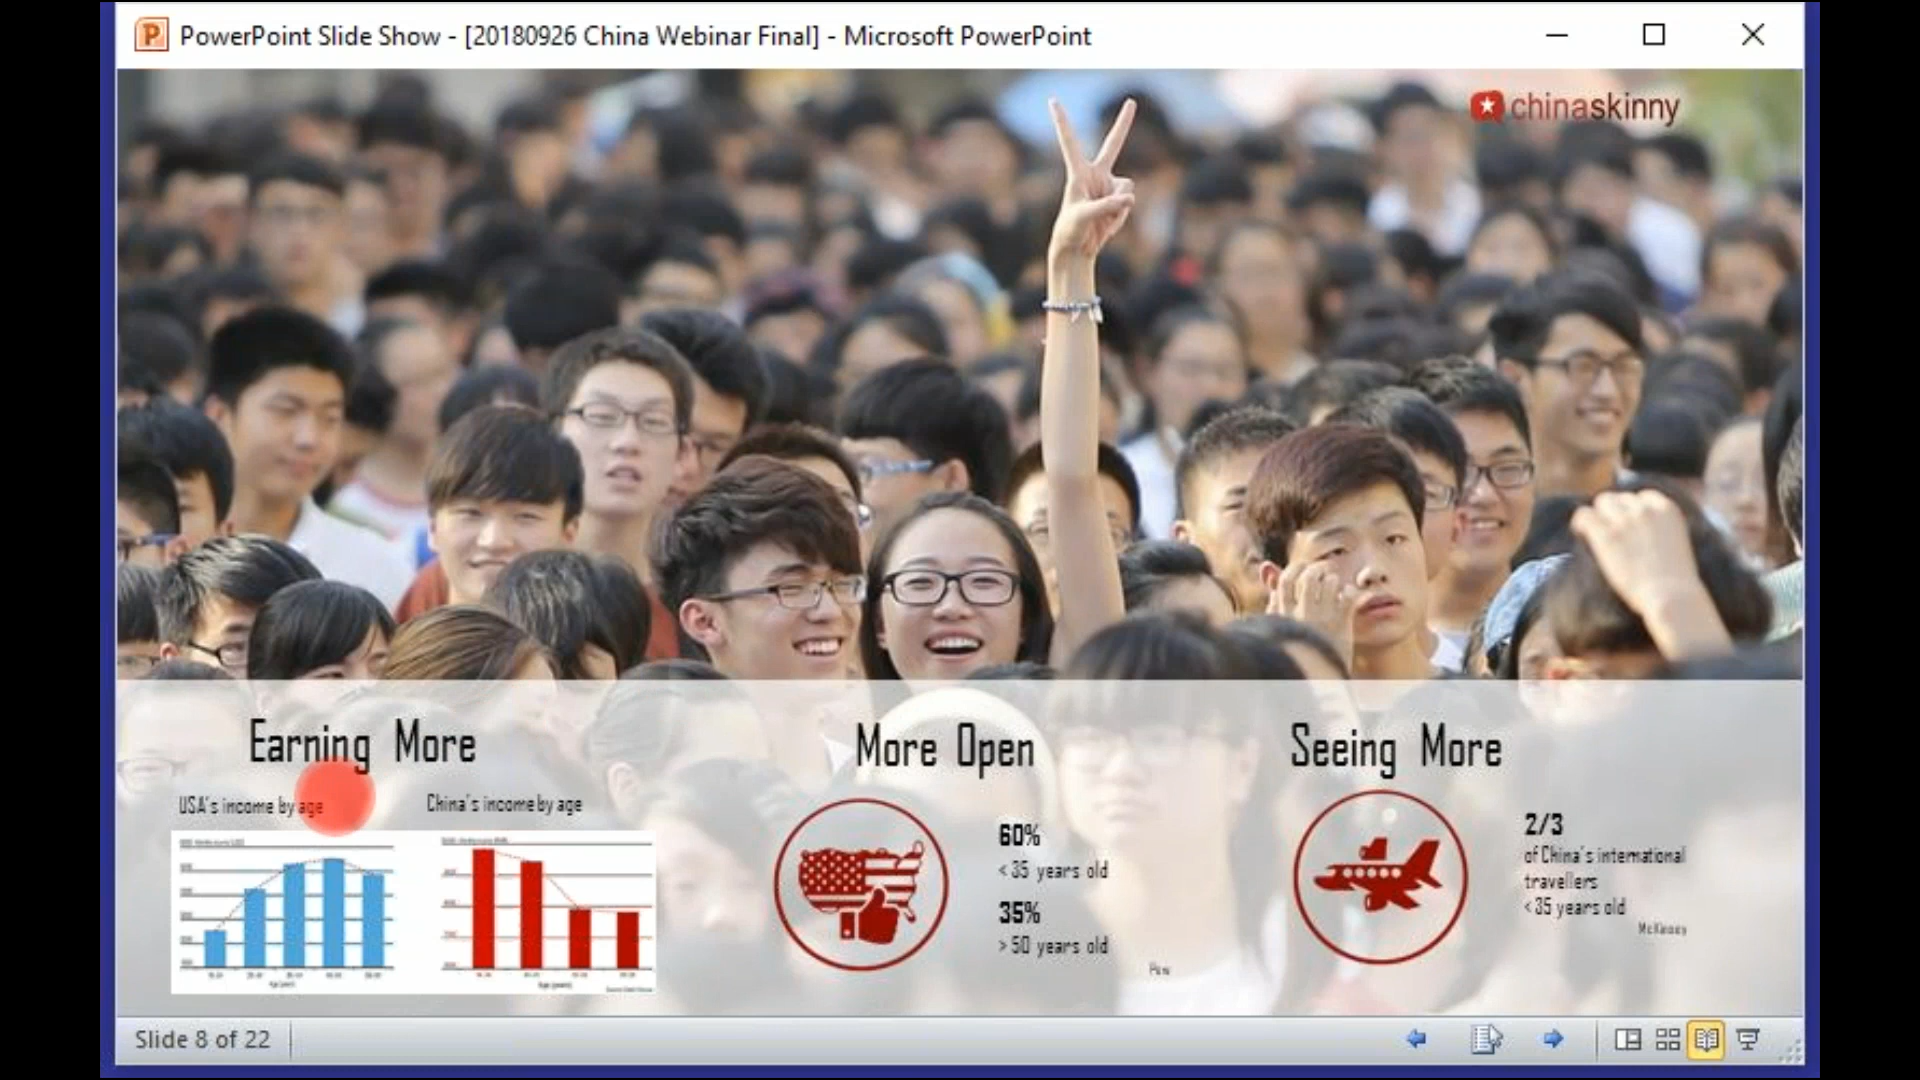 PowerPoint Slide Show - [20180926 China Webinar Final] - Microsoft PowerPoint
chinaskinny
Earning More
USA's income by age
China's income by age
More Open
60%
< 35 years old
35%
> 50 years old
Pew
Seeing More
2/3
of China's international
travellers
< 35 years old
McKinsey
Slide 8 of 22